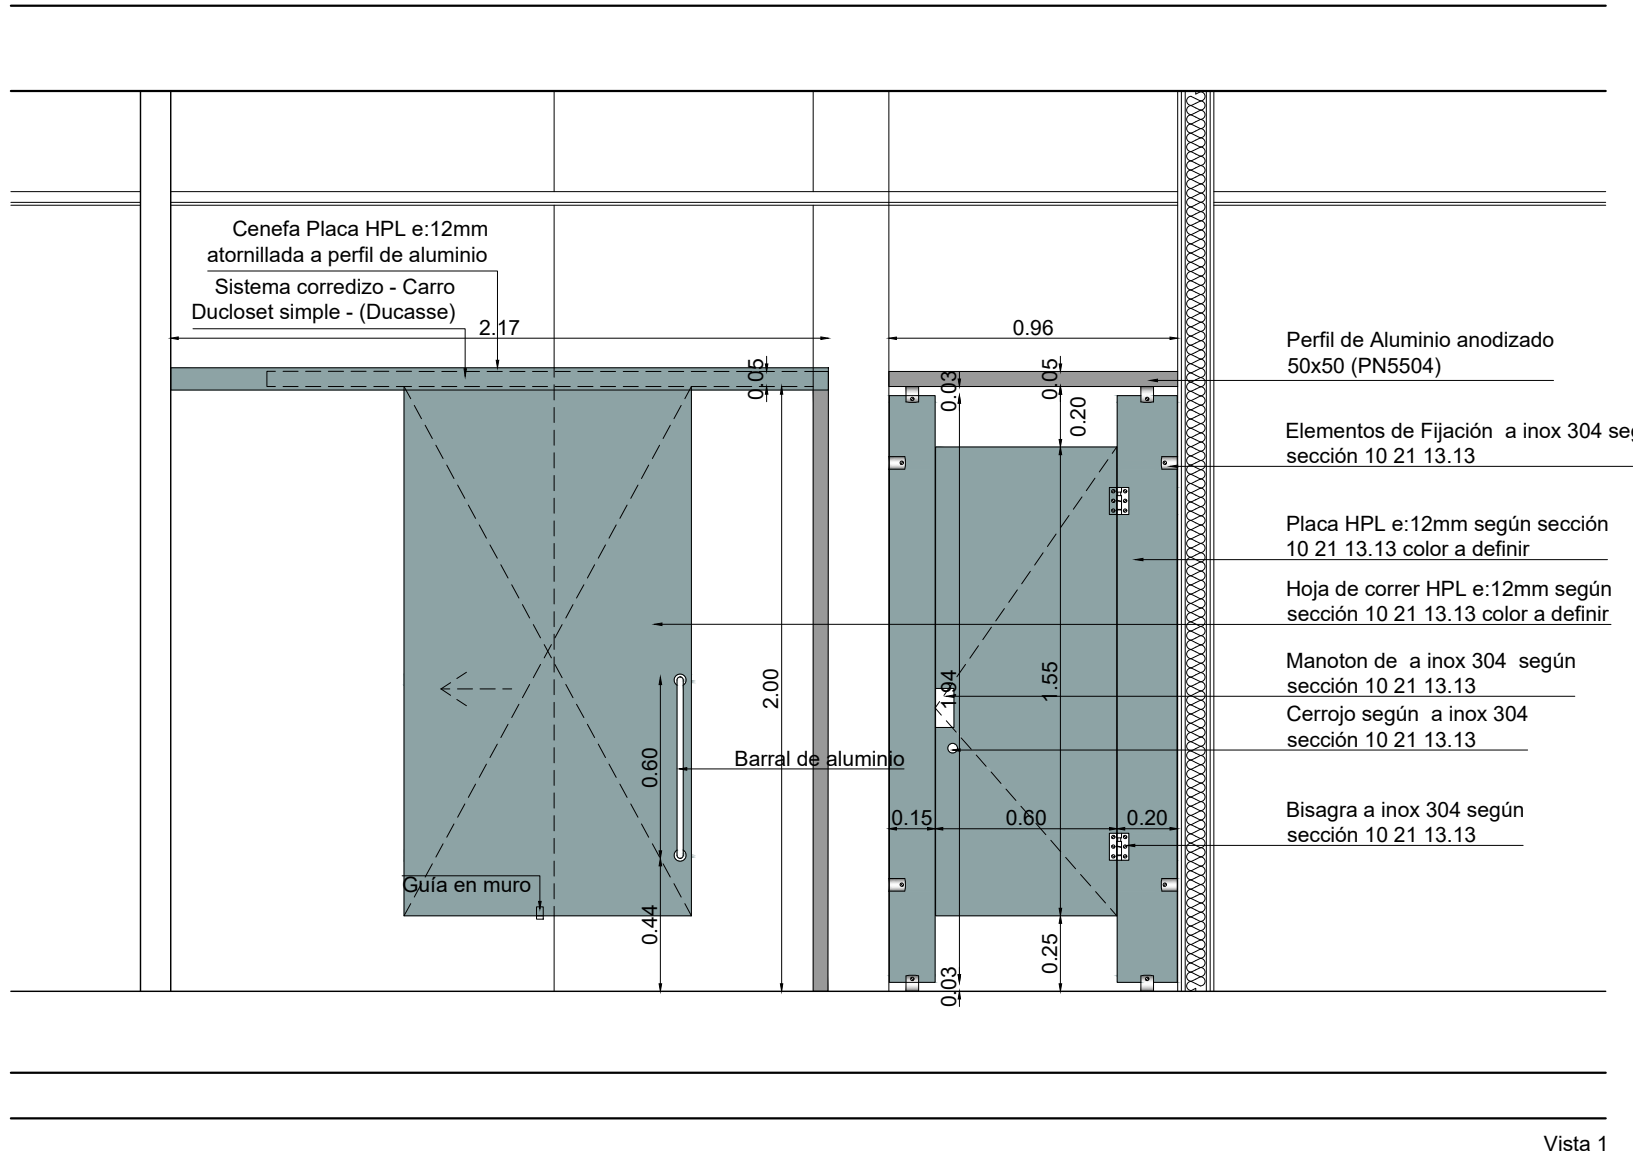 Cenefa Placa HPL e:12mm
atornillada a perfil de aluminio
Sistema corredizo - Carro
Ducloset simple - (Ducasse)
2.17
0.96
Perfil de Aluminio anodizado
50x50 (PN5504)
0.05
0.03
0.05
0.20
Elementos de Fijación a inox 304 seg
sección 10 21 13.13
Placa HPL e:12mm según sección
10 21 13.13 color a definir
Hoja de correr HPL e:12mm según
sección 10 21 13.13 color a definir
Manoton de a inox 304 según
sección 10 21 13.13
2.00
1.94
1.55
Cerrojo según a inox 304
sección 10 21 13.13
0.60
Barral de aluminio
0.15
0.60
0.20
Bisagra a inox 304 según
sección 10 21 13.13
Guía en muro
0.44
0.03
0.25
Vista 1